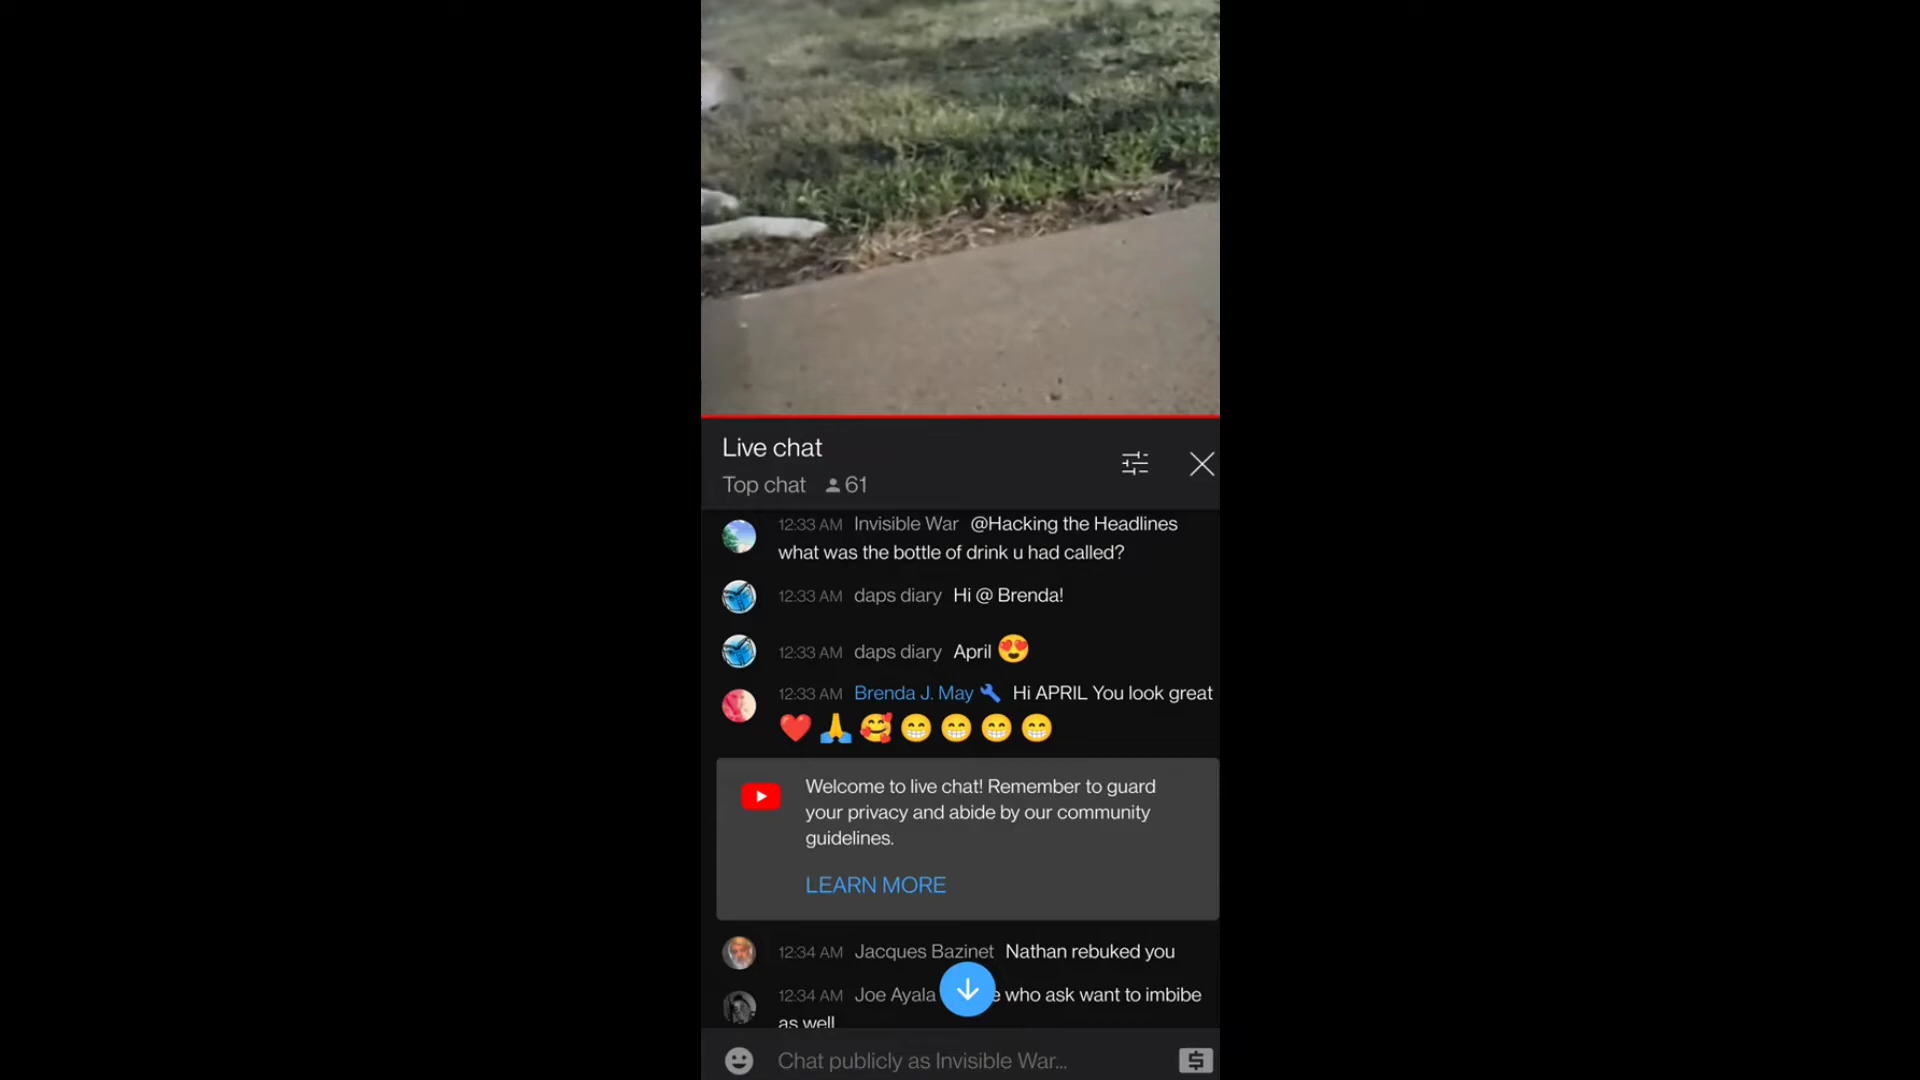 Live chat
Top chat 61
12:33 AM Invisible War @Hacking the Headlines
what was the bottle of drink u had called?
12:33 AM daps diary Hi @ Brenda!
12:33 AM daps diary April 😍
12:33 AM Brenda J. May 🔧 Hi APRIL You look great
❤️🙏🥰😁😁😁😁
Welcome to live chat! Remember to guard
your privacy and abide by our community
guidelines.
LEARN MORE
12:34 AM Jacques Bazinet Nathan rebuked you
12:34 AM Joe Ayala who ask want to imbibe
as well
Chat publicly as Invisible War...